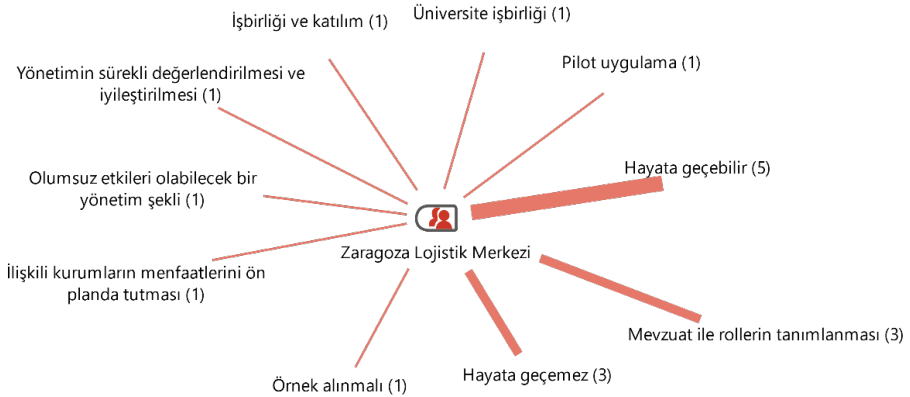 Üniversite işbirliği (1)
İşbirliği ve katılım (1)
Pilot uygulama (1)
Yönetimin sürekli değerlendirilmesi ve
iyileştirilmesi (1)
Hayata geçebilir (5)
Olumsuz etkileri olabilecek bir
yönetim şekli (1)
Zaragoza Lojistik Merkezi
İlişkili kurumların menfaatlerini ön
planda tutması (1)
Mevzuat ile rollerin tanımlanması (3)
Hayata geçemez (3)
Örnek alınmalı (1)